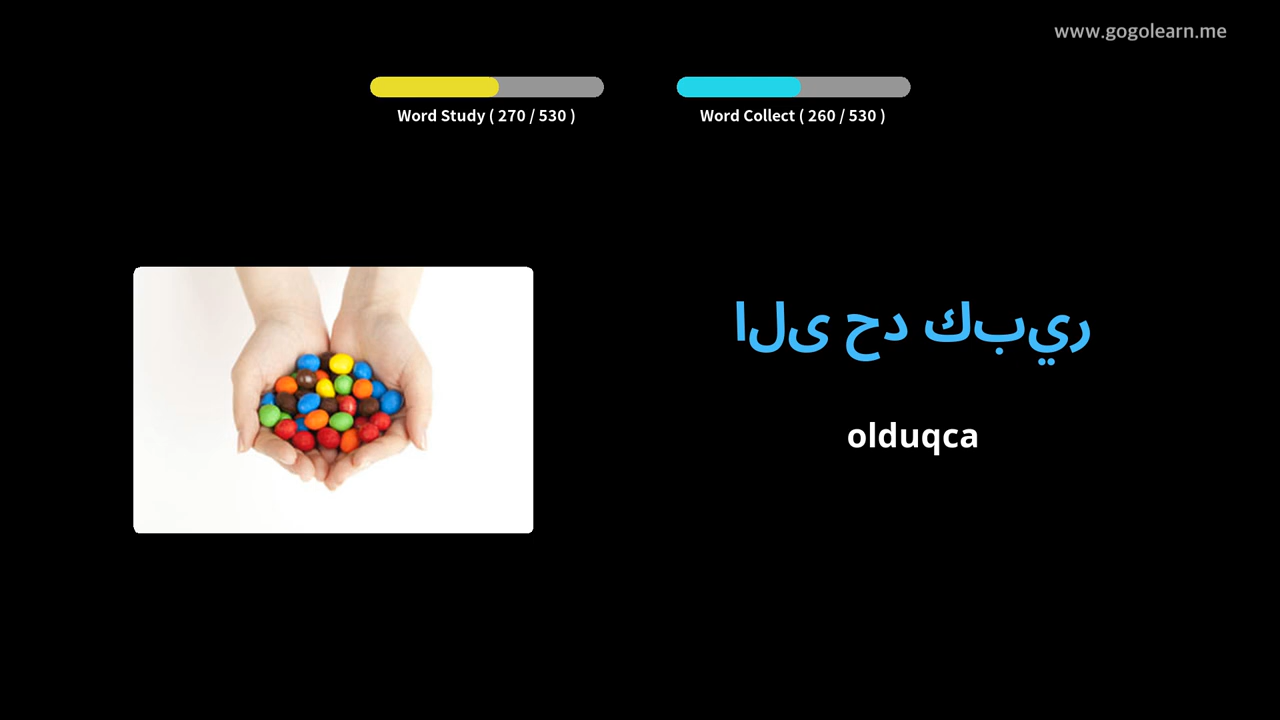 www.gogolearn.me
Word Study ( 270 / 530 )
Word Collect ( 260 / 530 )
الى حد كبير
olduqca